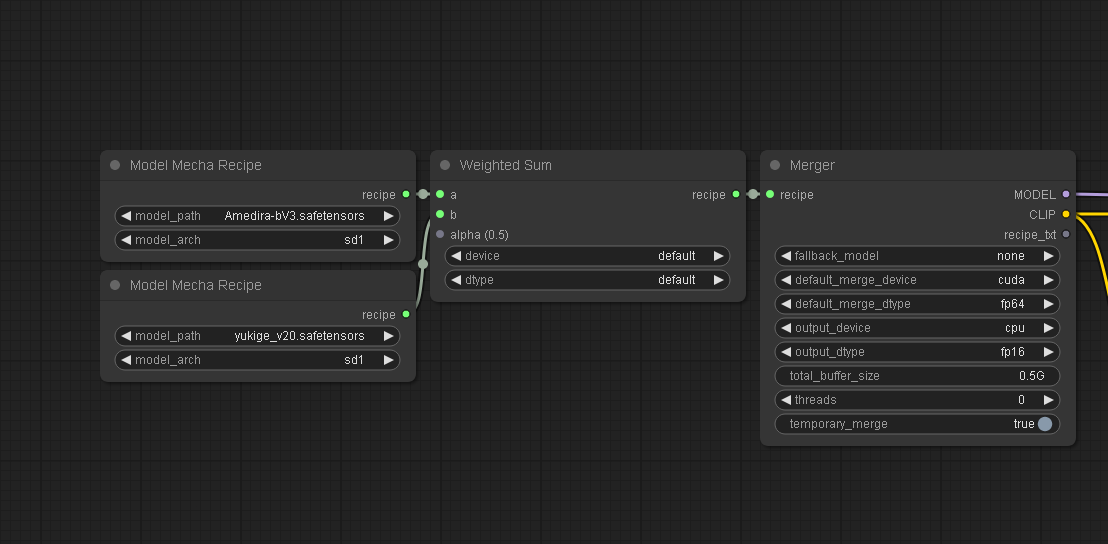 Model Mecha Recipe
recipe
model_path Amedira-bV3.safetensors
model_arch sd1
Model Mecha Recipe
recipe
model_path yukige_v20.safetensors
model_arch sd1
Weighted Sum
a recipe
b
alpha (0.5)
device default
dtype default
Merger
recipe MODEL
CLIP
recipe_txt
fallback_model none
default_merge_device cuda
default_merge_dtype fp64
output_device cpu
output_dtype fp16
total_buffer_size 0.5G
threads 0
temporary_merge true